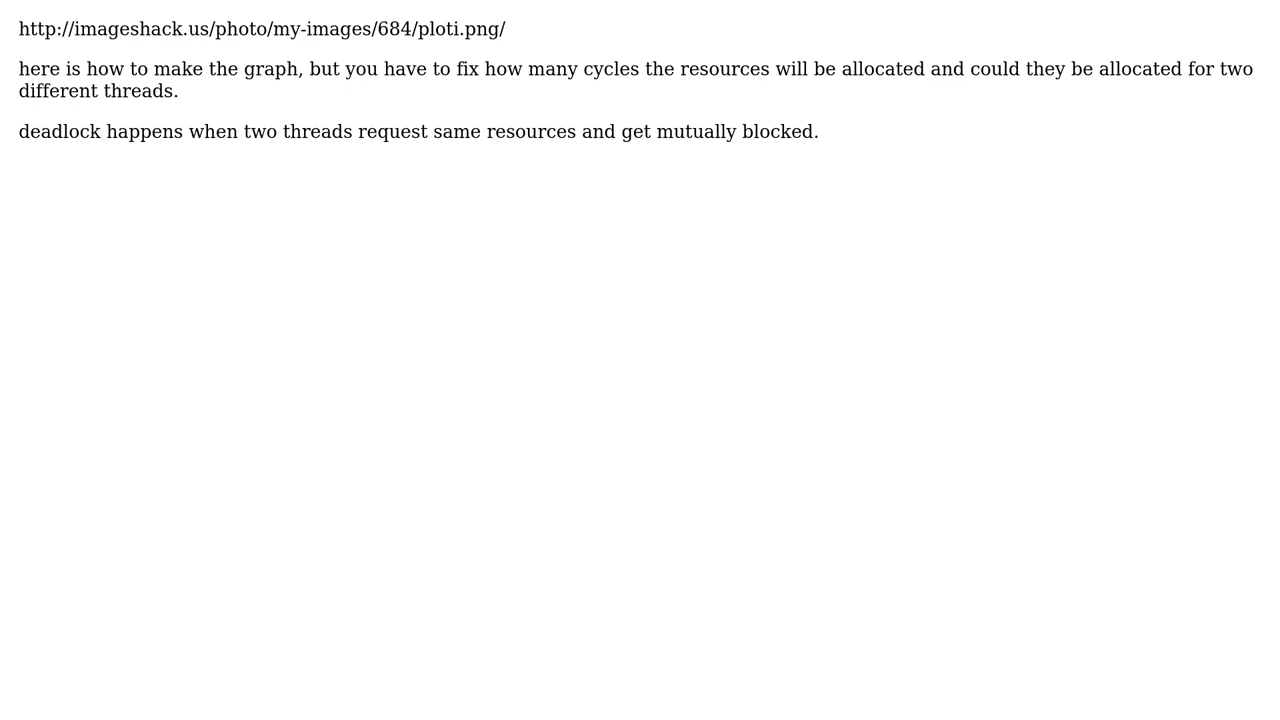 http://imageshack.us/photo/my-images/684/ploti.png/
here is how to make the graph, but you have to fix how many cycles the resources will be allocated and could they be allocated for two
different threads.
deadlock happens when two threads request same resources and get mutually blocked.